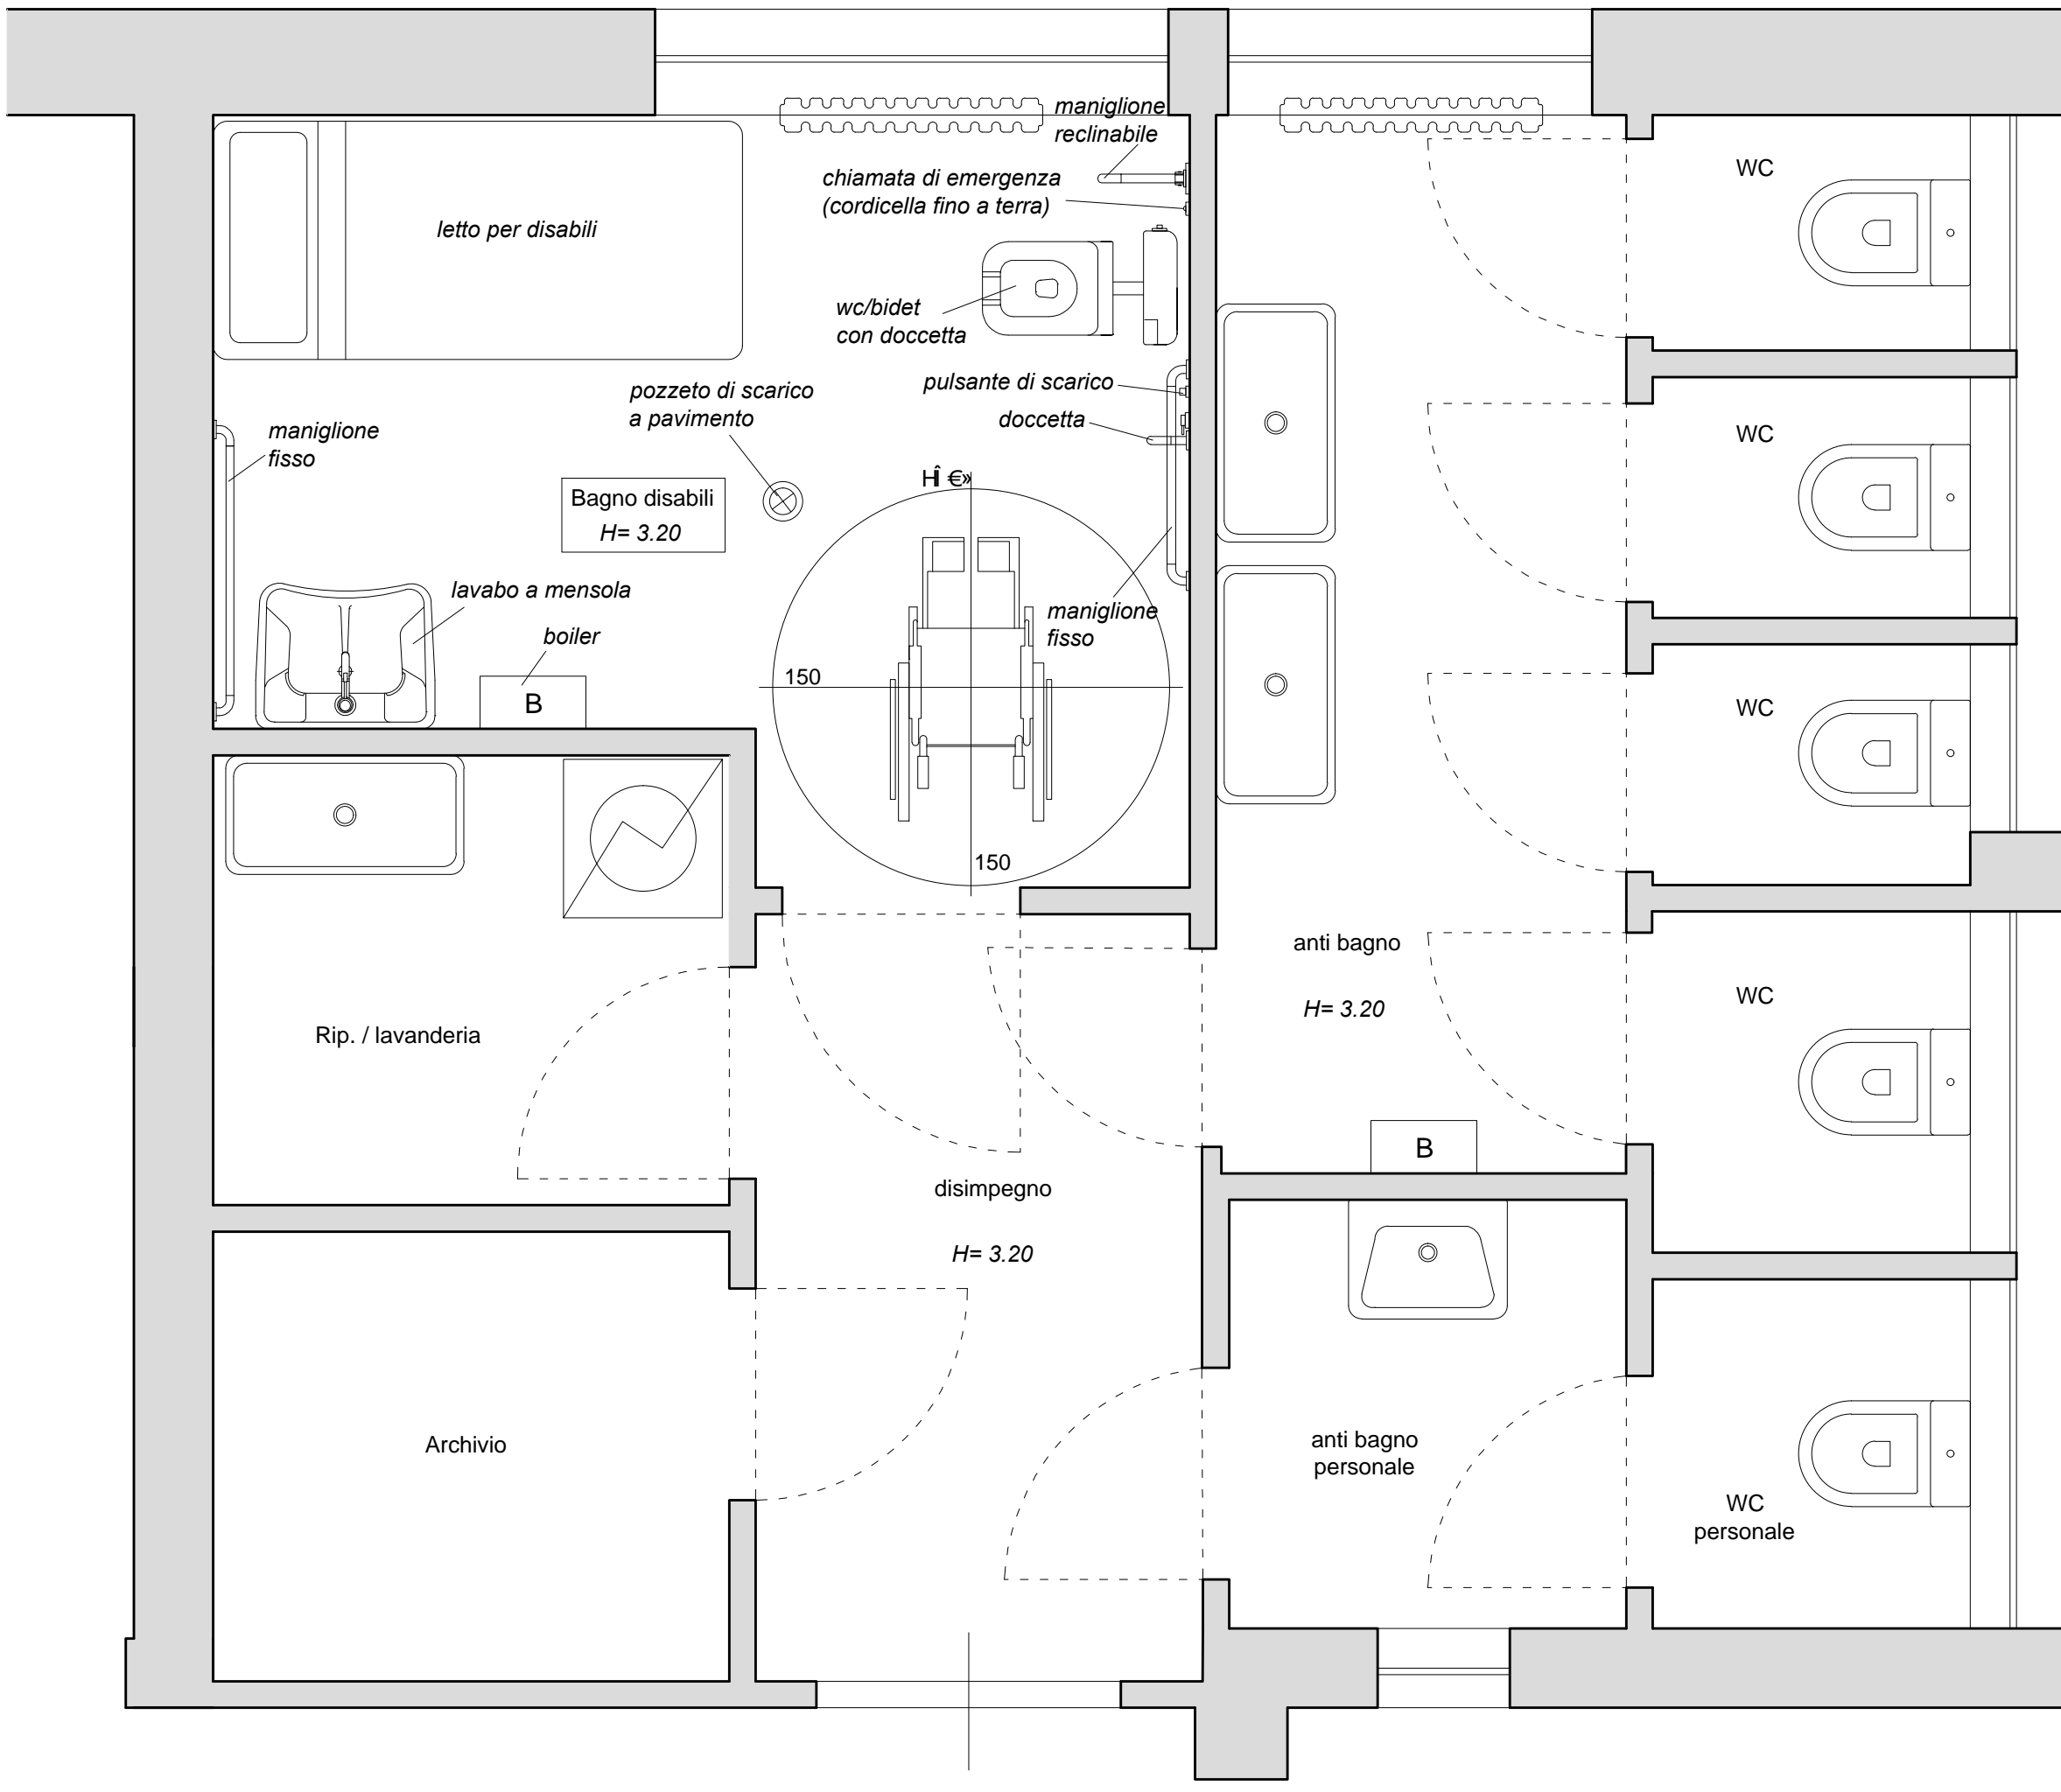 maniglione
reclinabile
WC
chiamata di emergenza
(cordicella fino a terra)
letto per disabili
wc/bidet
con doccetta
pulsante di scarico
pozzeto di scarico
a pavimento
doccetta
maniglione
fisso
WC
Bagno disabili
H= 3.20
lavabo a mensola
maniglione
fisso
boiler
150
B
WC
150
anti bagno
H= 3.20
WC
Rip. / lavanderia
B
disimpegno
H= 3.20
Archivio
anti bagno
personale
WC
personale